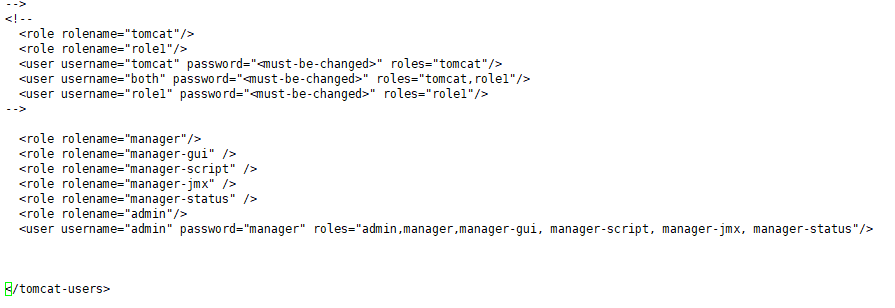 -->
<!--
  <role rolename="tomcat"/>
  <role rolename="role1"/>
  <user username="tomcat" password="<must-be-changed>" roles="tomcat"/>
  <user username="both" password="<must-be-changed>" roles="tomcat,role1"/>
  <user username="role1" password="<must-be-changed>" roles="role1"/>
-->

  <role rolename="manager"/>
  <role rolename="manager-gui" />
  <role rolename="manager-script" />
  <role rolename="manager-jmx" />
  <role rolename="manager-status" />
  <role rolename="admin"/>
  <user username="admin" password="manager" roles="admin,manager,manager-gui, manager-script, manager-jmx, manager-status"/>

</tomcat-users>